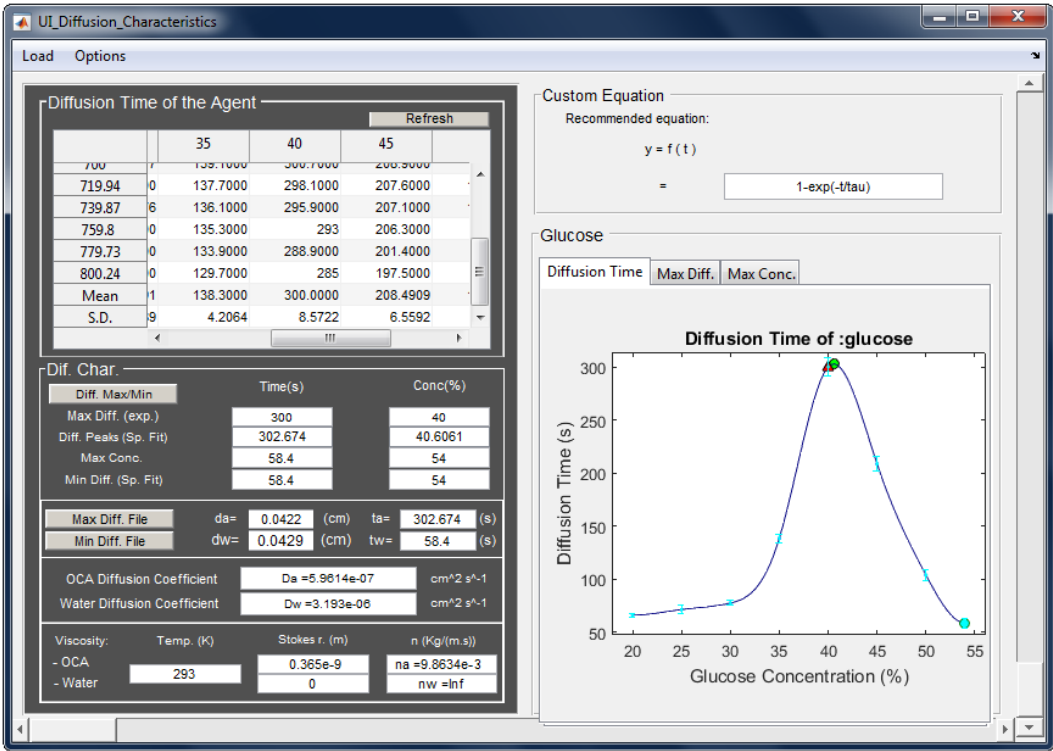 UI_Diffusion_Characteristics
Load Options
Diffusion Time of the Agent
Refresh
35 40 45
719.94 137.7000 298.1000 207.6000
739.87 136.1000 295.9000 207.1000
759.8 135.3000 293 206.3000
779.73 133.9000 288.9000 201.4000
800.24 129.7000 285 197.5000
Mean 138.3000 300.0000 208.4909
S.D. 4.2064 8.5722 6.5592
Dif. Char.
Diff. Max/Min Time(s) Conc(%)
Max Diff. (exp.) 300 40
Diff. Peaks (Sp. Fit) 302.674 40.6061
Max Conc. 58.4 54
Min Diff. (Sp. Fit) 58.4 54
Max Diff. File da= 0.0422 (cm) ta= 302.674 (s)
Min Diff. File dw= 0.0429 (cm) tw= 58.4 (s)
OCA Diffusion Coefficient Da =5.9614e-07 cm^2 s^-1
Water Diffusion Coefficient Dw =3.193e-06 cm^2 s^-1
Viscosity: Temp. (K) Stokes r. (m) n (Kg/(m.s))
- OCA 293 0.365e-9 na =9.8634e-3
- Water 0 nw =Inf
Custom Equation
Recommended equation:
y = f ( t )
= 1-exp(-t/tau)
Glucose
Diffusion Time Max Diff. Max Conc.
Diffusion Time of :glucose
Diffusion Time (s)
300
250
200
150
100
50
20 25 30 35 40 45 50 55
Glucose Concentration (%)